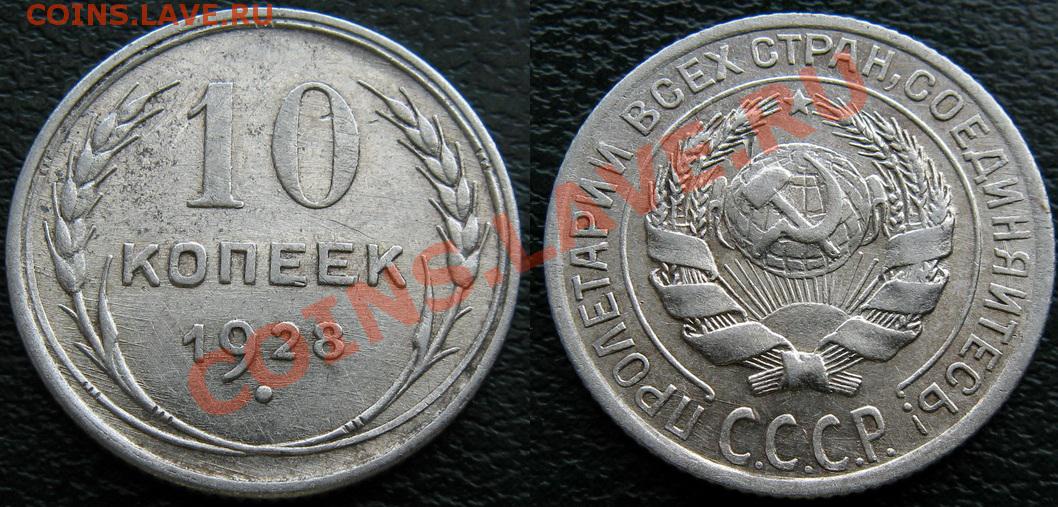 COINS.LAVE.RU
10
КОПЕЕК
1928
COINS.LAVE.RU
ПРОЛЕТАРИИ ВСЕХ СТРАН, СОЕДИНЯЙТЕСЬ!
С.С.С.Р.